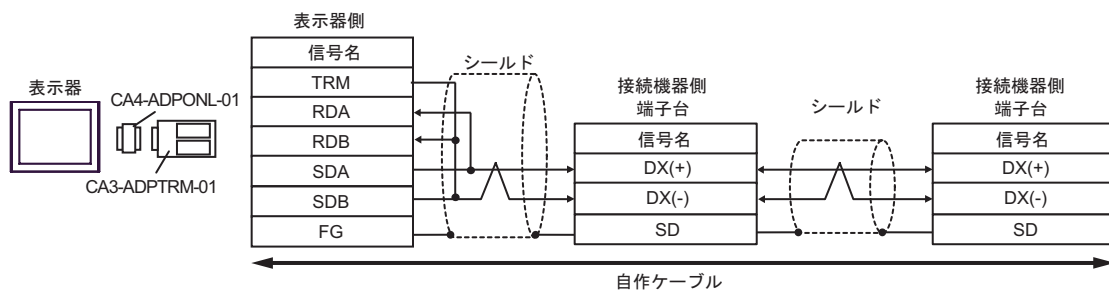 表示器
CA4-ADPONL-01
CA3-ADPTRM-01
表示器側
信号名
TRM
RDA
RDB
SDA
SDB
FG
シールド
接続機器側
端子台
信号名
DX(+)
DX(-)
SD
シールド
接続機器側
端子台
信号名
DX(+)
DX(-)
SD
自作ケーブル